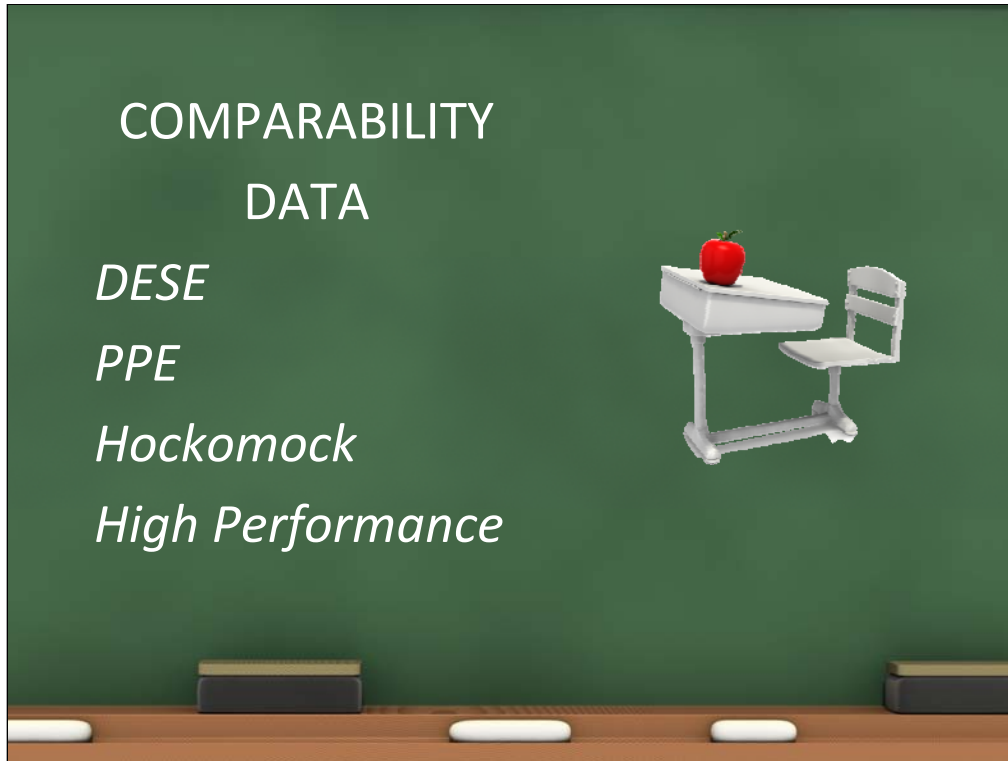 COMPARABILITY
DATA
DESE
PPE
Hockomock
High Performance